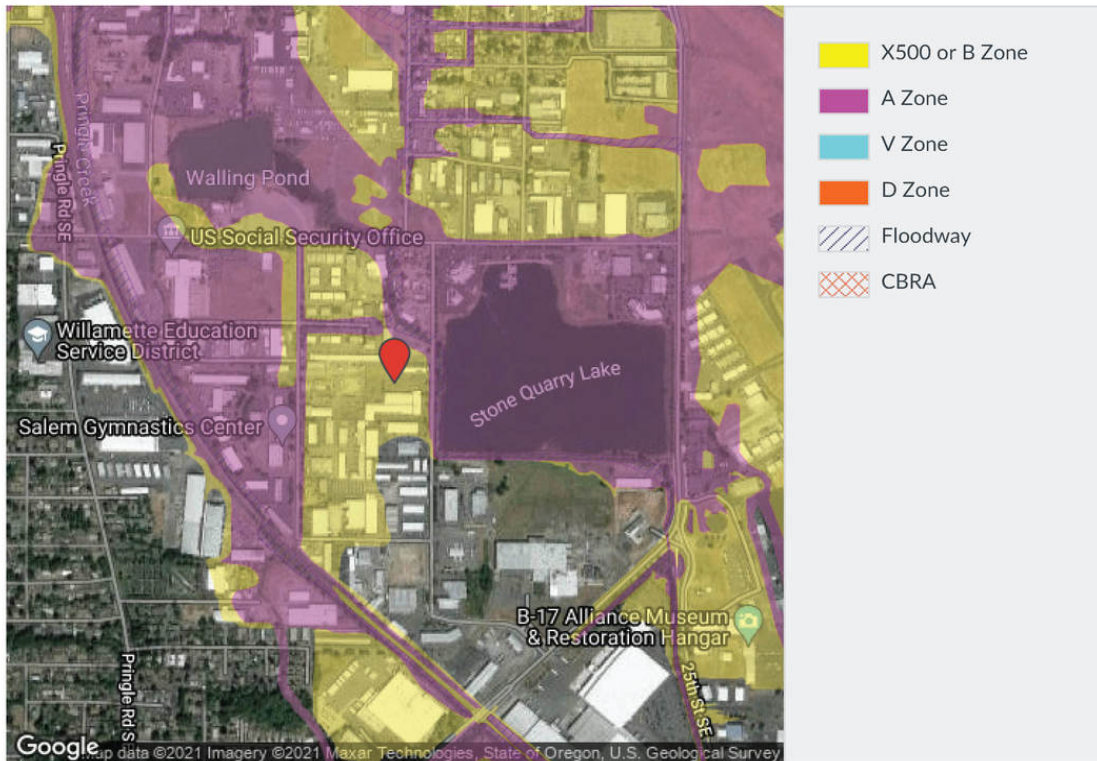 X500 or B Zone
A Zone
V Zone
D Zone
Floodway
CBRA
Pringle Creek
Pringle Rd SE
Walling Pond
US Social Security Office
Willamette Education
Service District
Stone Quarry Lake
Salem Gymnastics Center
B-17 Alliance Museum
& Restoration Hangar
Pringle Rd S
25th St SE
Google
ap data ©2021 Imagery ©2021 Maxar Technologies, State of Oregon, U.S. Geological Survey